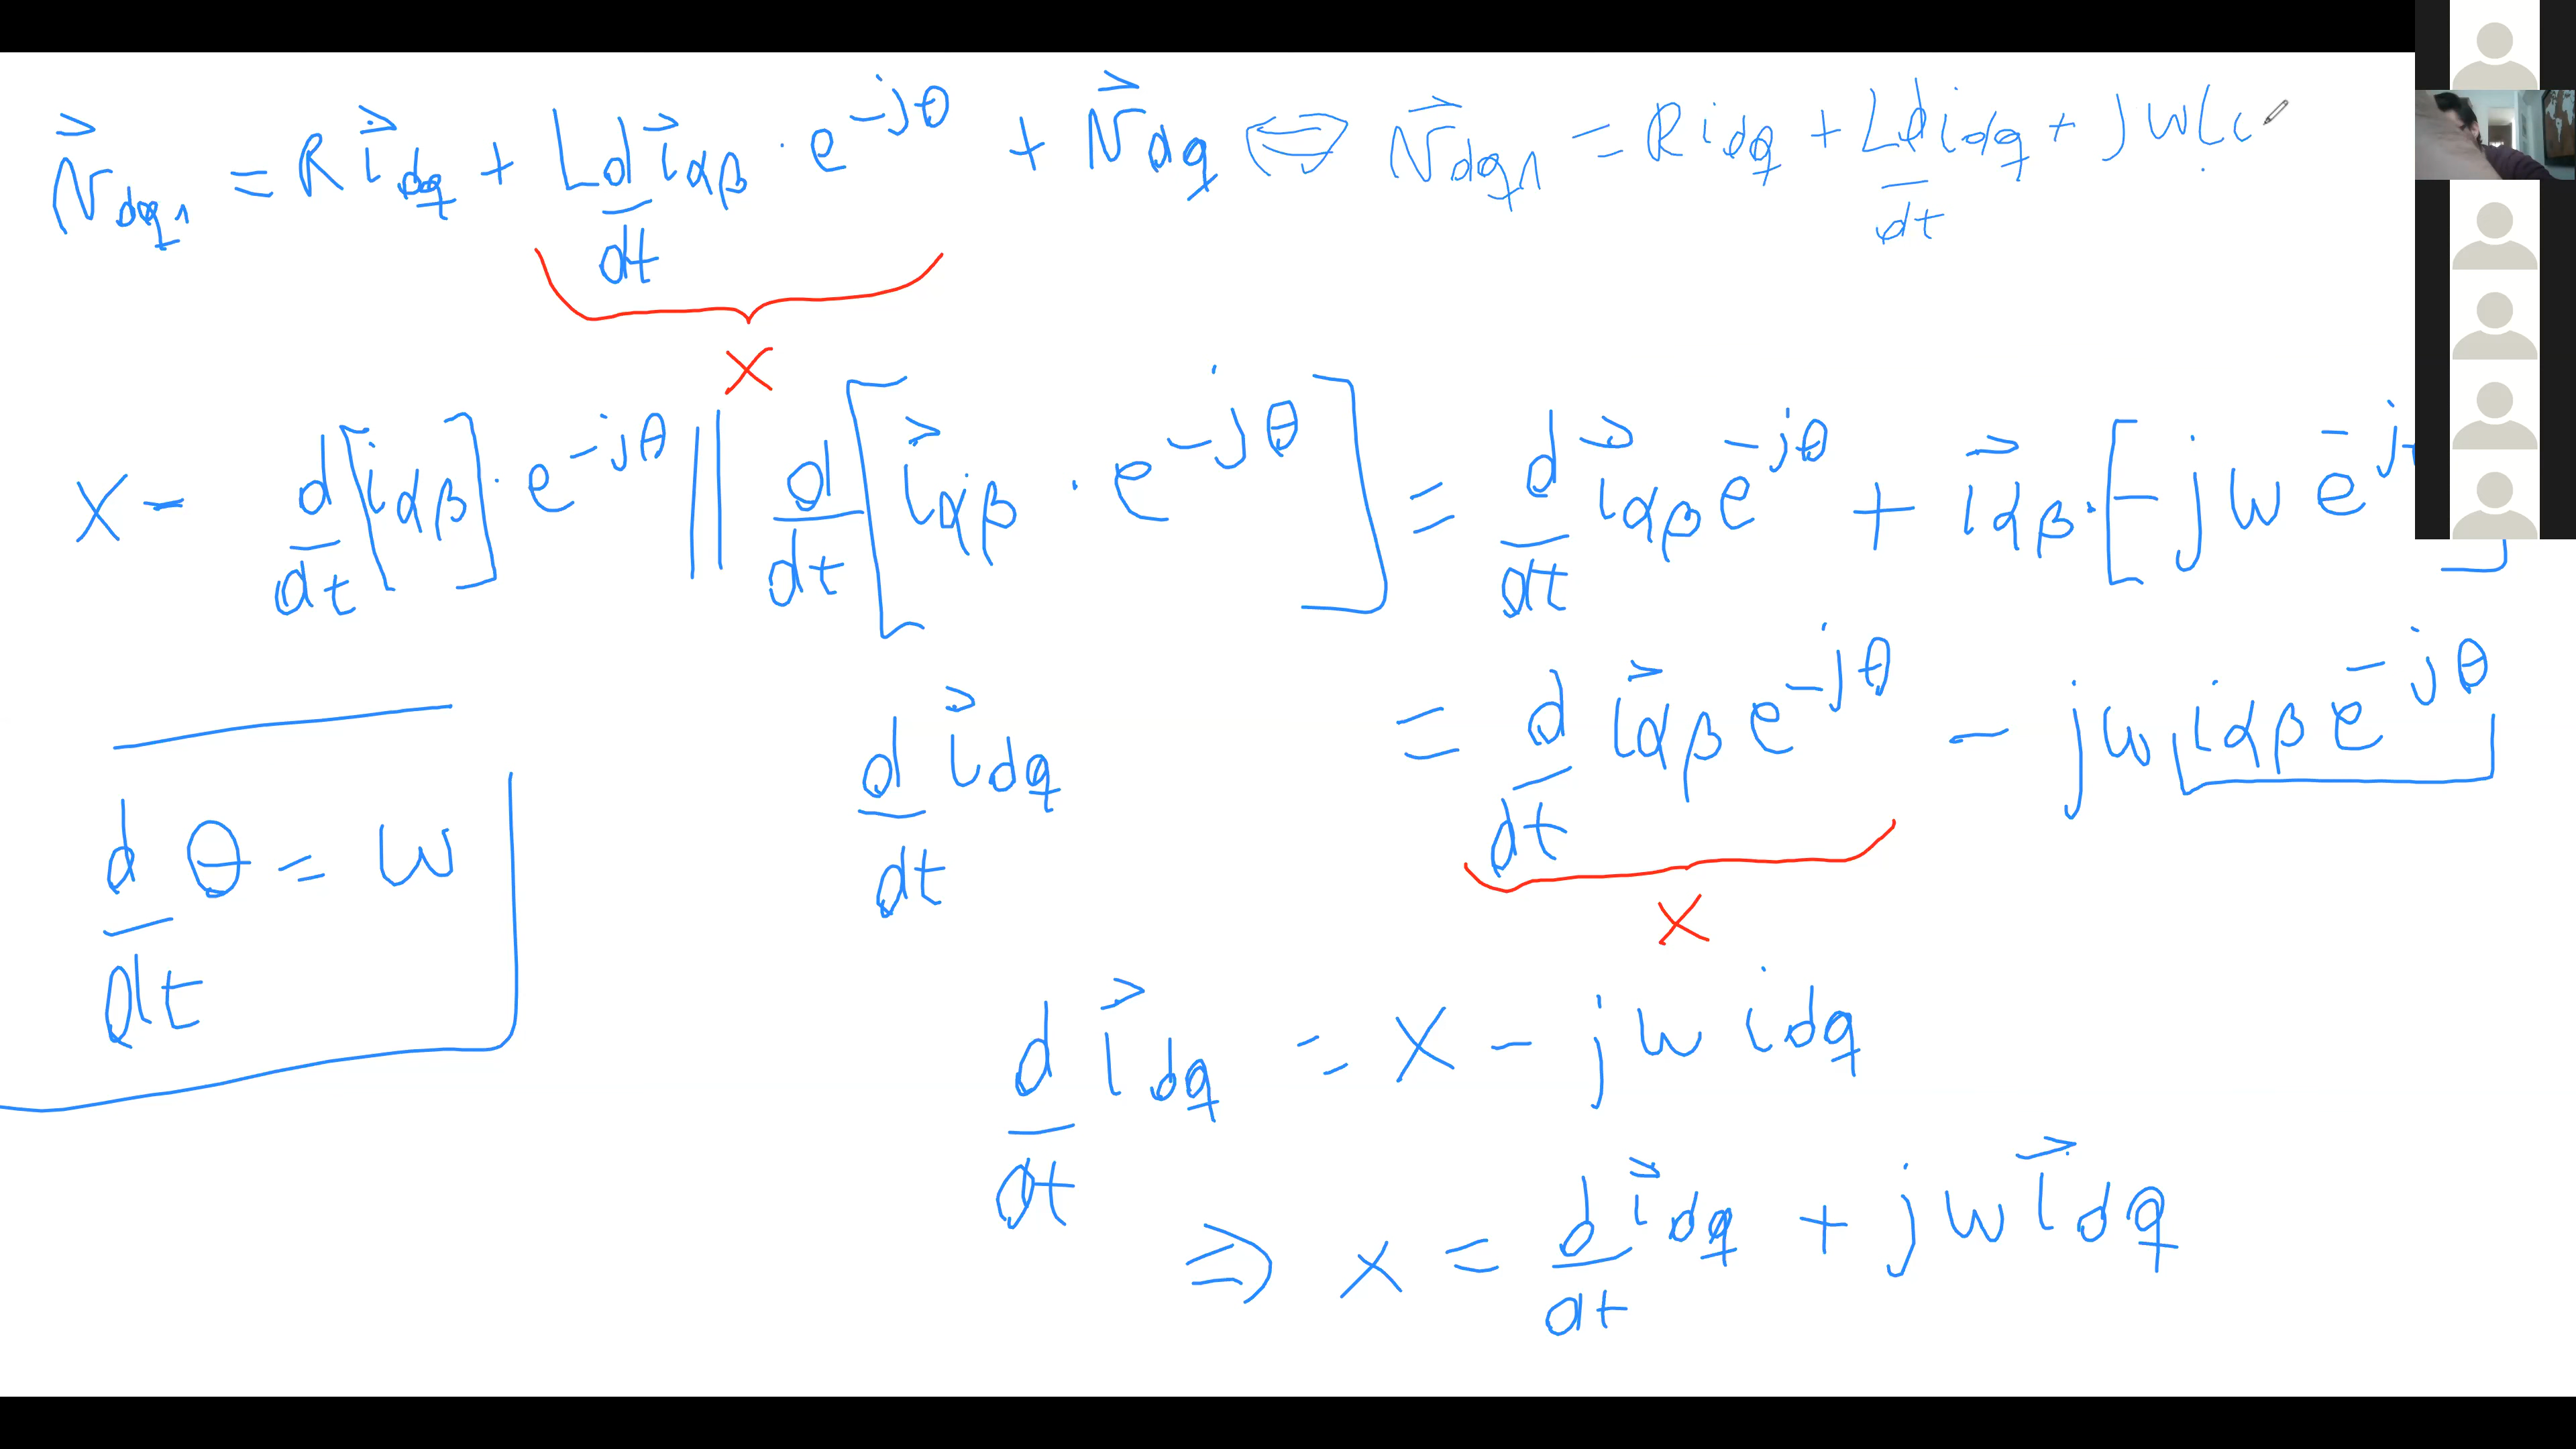 v⃗dq1 = R i⃗dq + L d/dt i⃗αβ · e^-jθ + v⃗dq ⇔ v⃗dq1 = R idq + L d/dt idq + jωL
x
x = d/dt [i⃗αβ] · e^-jθ || d/dt [i⃗αβ · e^-jθ] = d/dt i⃗αβ e^-jθ + i⃗αβ · [-jω e^-j
d/dt i⃗dq = d/dt i⃗αβ e^-jθ - jω iαβ e^-jθ
d/dt θ = ω
x
d/dt i⃗dq = x - jω idq
⇒ x = d/dt i⃗dq + jω i⃗dq